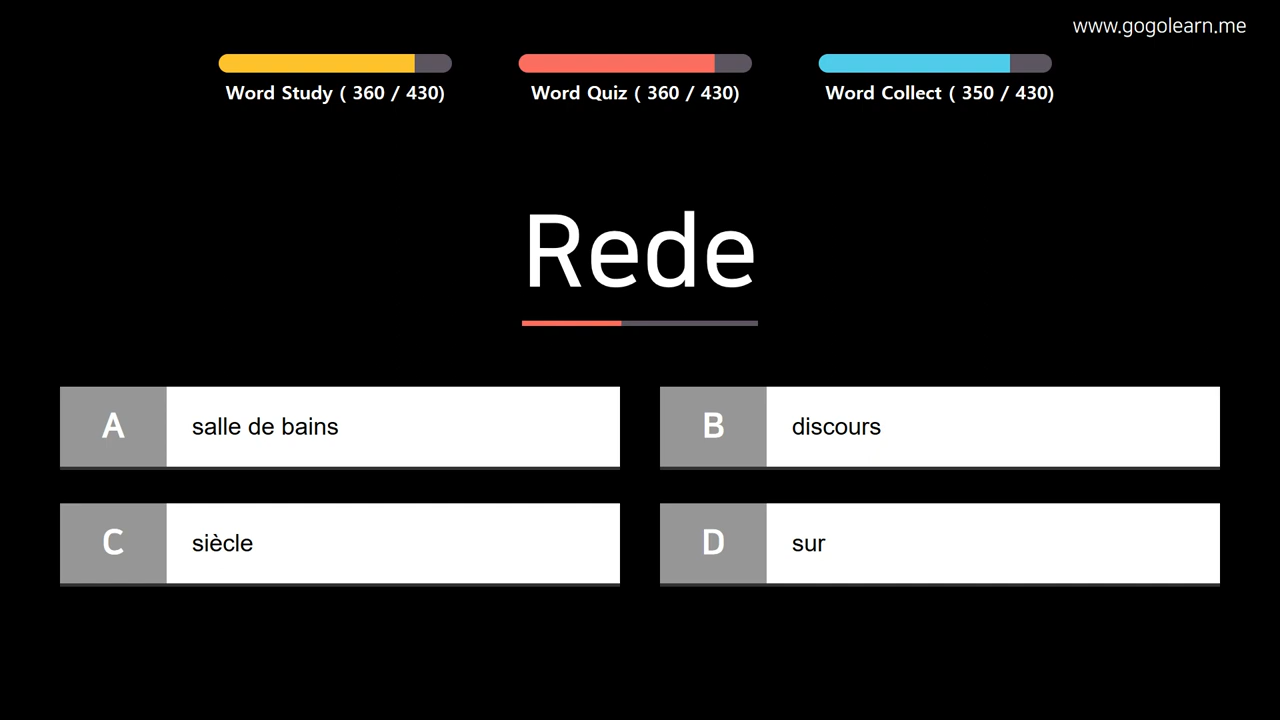 www.gogolearn.me
Word Study ( 360 / 430)
Word Quiz ( 360 / 430)
Word Collect ( 350 / 430)
Rede
A
salle de bains
B
discours
C
siècle
D
sur